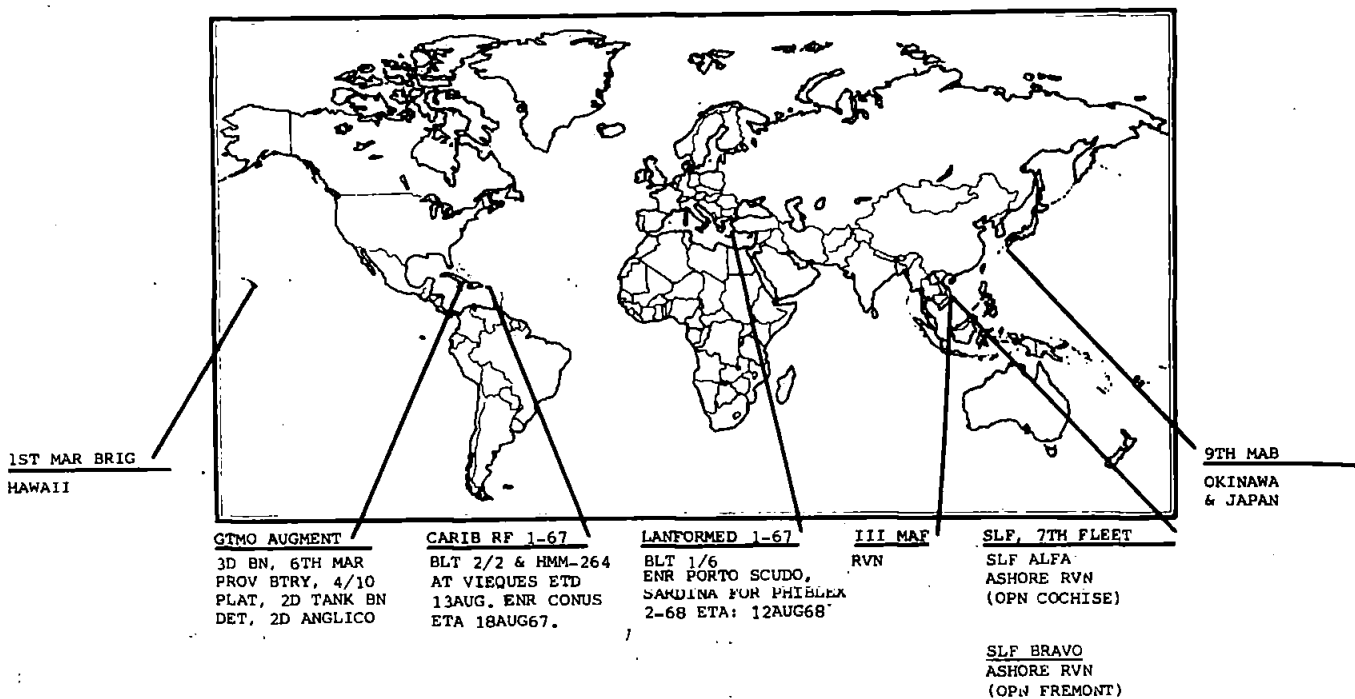 1ST MAR BRIG
HAWAII
GTMO AUGMENT
3D BN, 6TH MAR
PROV BTRY, 4/10
PLAT, 2D TANK BN
DET, 2D ANGLICO
CARIB RF 1-67
BLT 2/2 & HMM-264
AT VIEQUES ETD
13AUG. ENR CONUS
ETA 18AUG67.
LANFORMED 1-67
BLT 1/6
ENR PORTO SCUDO,
SARDINA FOR PHIBLEX
2-68 ETA: 12AUG68
III MAF
RVN
SLF, 7TH FLEET
SLF ALFA
ASHORE RVN
(OPN COCHISE)
SLF BRAVO
ASHORE RVN
(OPN FREMONT)
9TH MAB
OKINAWA
& JAPAN